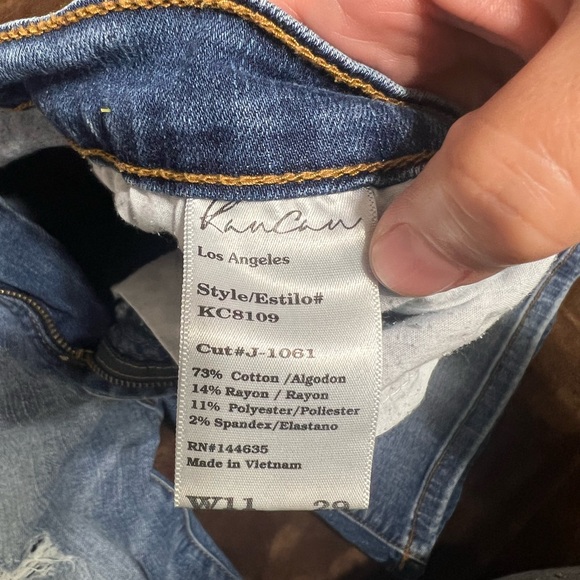 KanCan
Los Angeles
Style/Estilo#
KC8109
Cut#J-1061
73% Cotton /Algodon
14% Rayon / Rayon
11% Polyester/Poliester
2% Spandex/Elastano
RN#144635
Made in Vietnam
W11 29